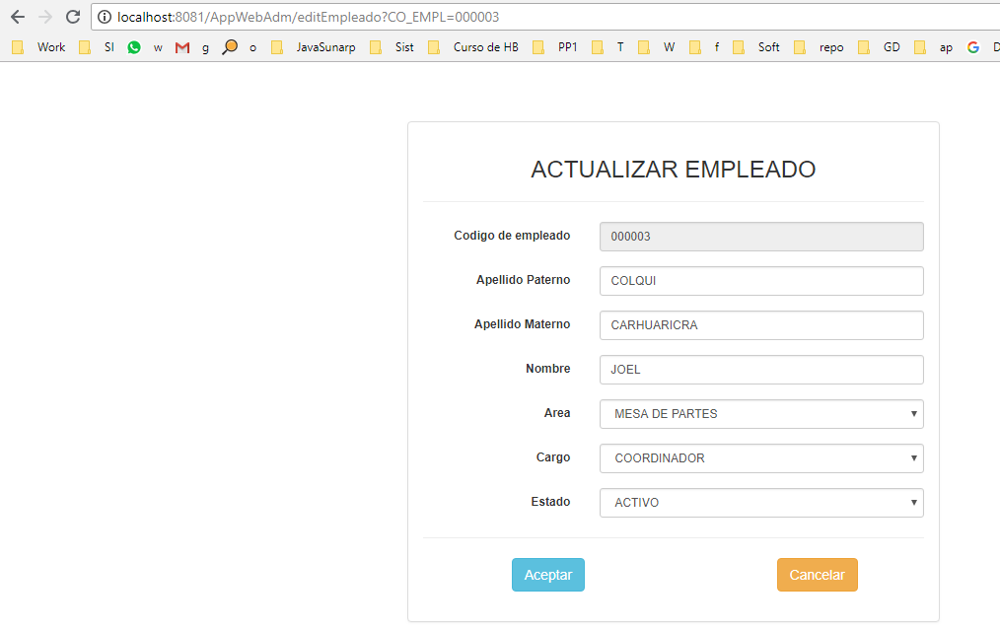 localhost:8081/AppWebAdm/editEmpleado?CO_EMPL=000003
Work SI w g o JavaSunarp Sist Curso de HB PP1 T W f Soft repo GD ap D
ACTUALIZAR EMPLEADO
Codigo de empleado 000003
Apellido Paterno COLQUI
Apellido Materno CARHUARICRA
Nombre JOEL
Area MESA DE PARTES
Cargo COORDINADOR
Estado ACTIVO
Aceptar Cancelar